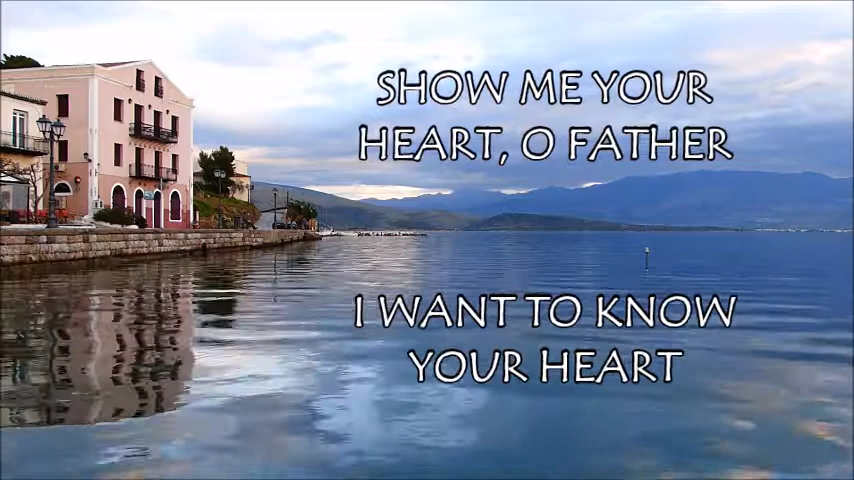 SHOW ME YOUR
HEART, O FATHER
I WANT TO KNOW
YOUR HEART